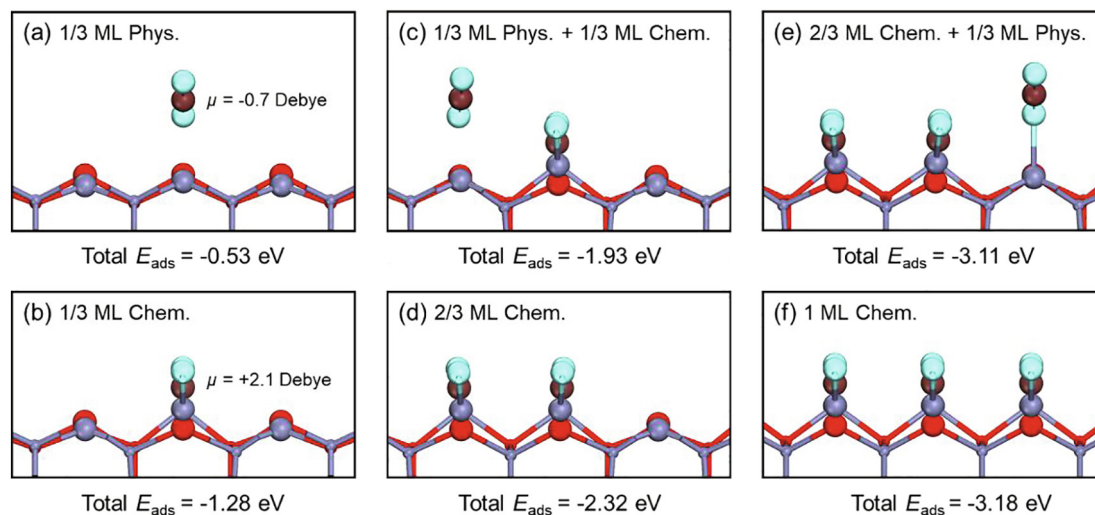 (a) 1/3 ML Phys.
μ = -0.7 Debye
Total Eads = -0.53 eV
(b) 1/3 ML Chem.
μ = +2.1 Debye
Total Eads = -1.28 eV
(c) 1/3 ML Phys. + 1/3 ML Chem.
Total Eads = -1.93 eV
(d) 2/3 ML Chem.
Total Eads = -2.32 eV
(e) 2/3 ML Chem. + 1/3 ML Phys.
Total Eads = -3.11 eV
(f) 1 ML Chem.
Total Eads = -3.18 eV